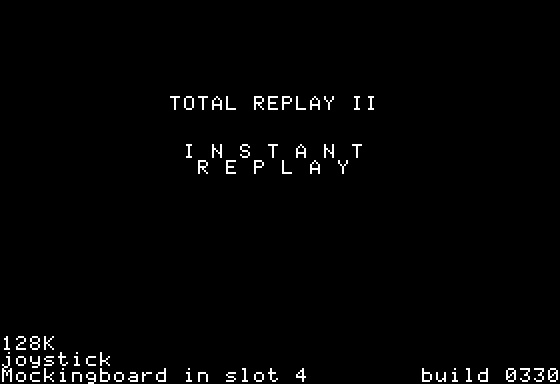 TOTAL REPLAY II
I N S T A N T
R E P L A Y
128K
joystick
Mockingboard in slot 4 build 0330